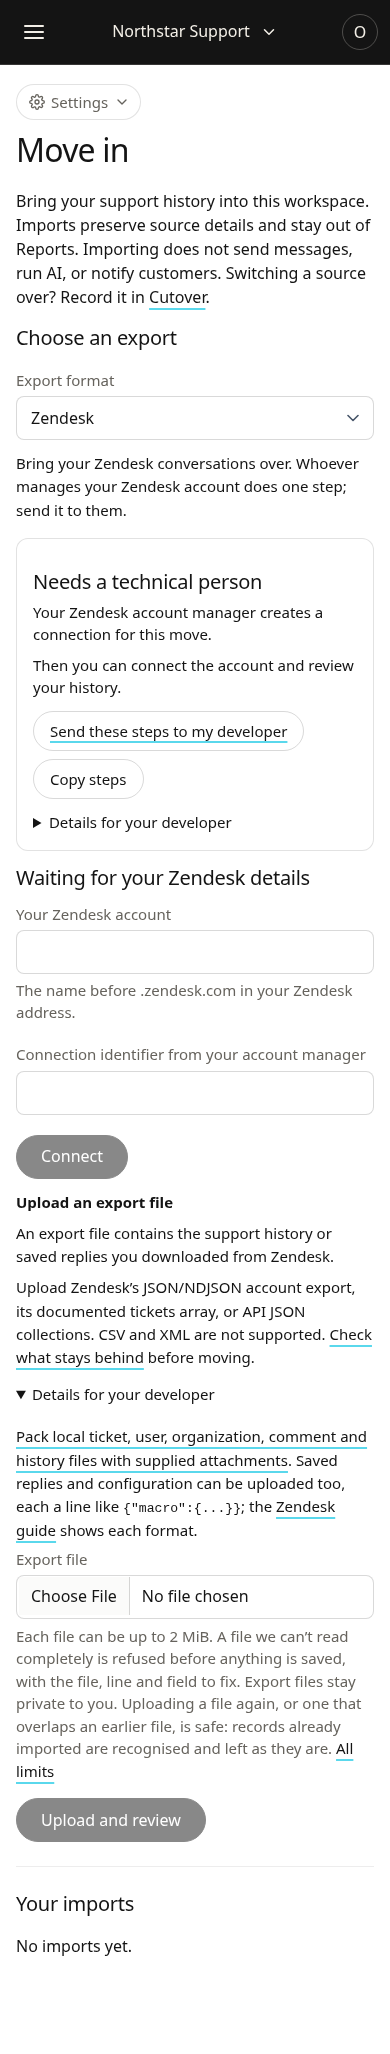 Northstar Support
O
Settings
Move in
Bring your support history into this workspace.
Imports preserve source details and stay out of
Reports. Importing does not send messages,
run AI, or notify customers. Switching a source
over? Record it in Cutover.
Choose an export
Export format
Zendesk
Bring your Zendesk conversations over. Whoever
manages your Zendesk account does one step;
send it to them.
Needs a technical person
Your Zendesk account manager creates a
connection for this move.
Then you can connect the account and review
your history.
Send these steps to my developer
Copy steps
Details for your developer
Waiting for your Zendesk details
Your Zendesk account
The name before .zendesk.com in your Zendesk
address.
Connection identifier from your account manager
Connect
Upload an export file
An export file contains the support history or
saved replies you downloaded from Zendesk.
Upload Zendesk’s JSON/NDJSON account export,
its documented tickets array, or API JSON
collections. CSV and XML are not supported. Check
what stays behind before moving.
Details for your developer
Pack local ticket, user, organization, comment and
history files with supplied attachments. Saved
replies and configuration can be uploaded too,
each a line like {"macro":{...}}; the Zendesk
guide shows each format.
Export file
Choose File No file chosen
Each file can be up to 2 MiB. A file we can’t read
completely is refused before anything is saved,
with the file, line and field to fix. Export files stay
private to you. Uploading a file again, or one that
overlaps an earlier file, is safe: records already
imported are recognised and left as they are. All
limits
Upload and review
Your imports
No imports yet.